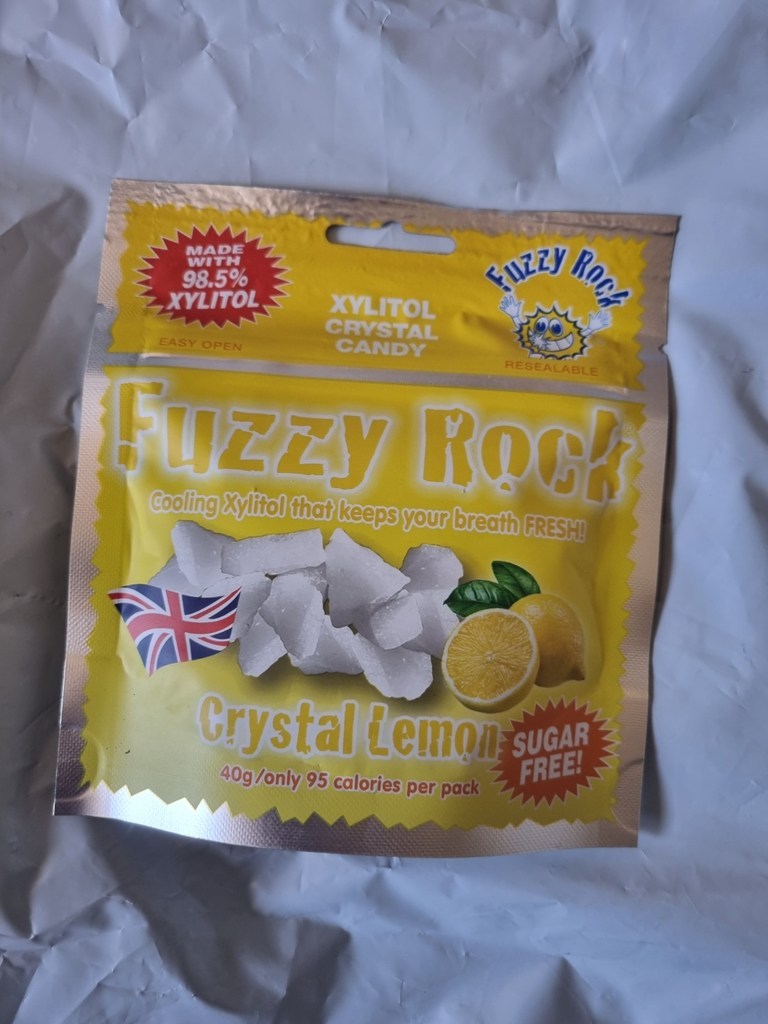 MADE
WITH
98.5%
XYLITOL
EASY OPEN
XYLITOL
CRYSTAL
CANDY
Fuzzy Rock
RESEALABLE
Fuzzy Rock
Cooling Xylitol that keeps your breath FRESH!
Crystal Lemon
SUGAR
FREE!
40g/only 95 calories per pack